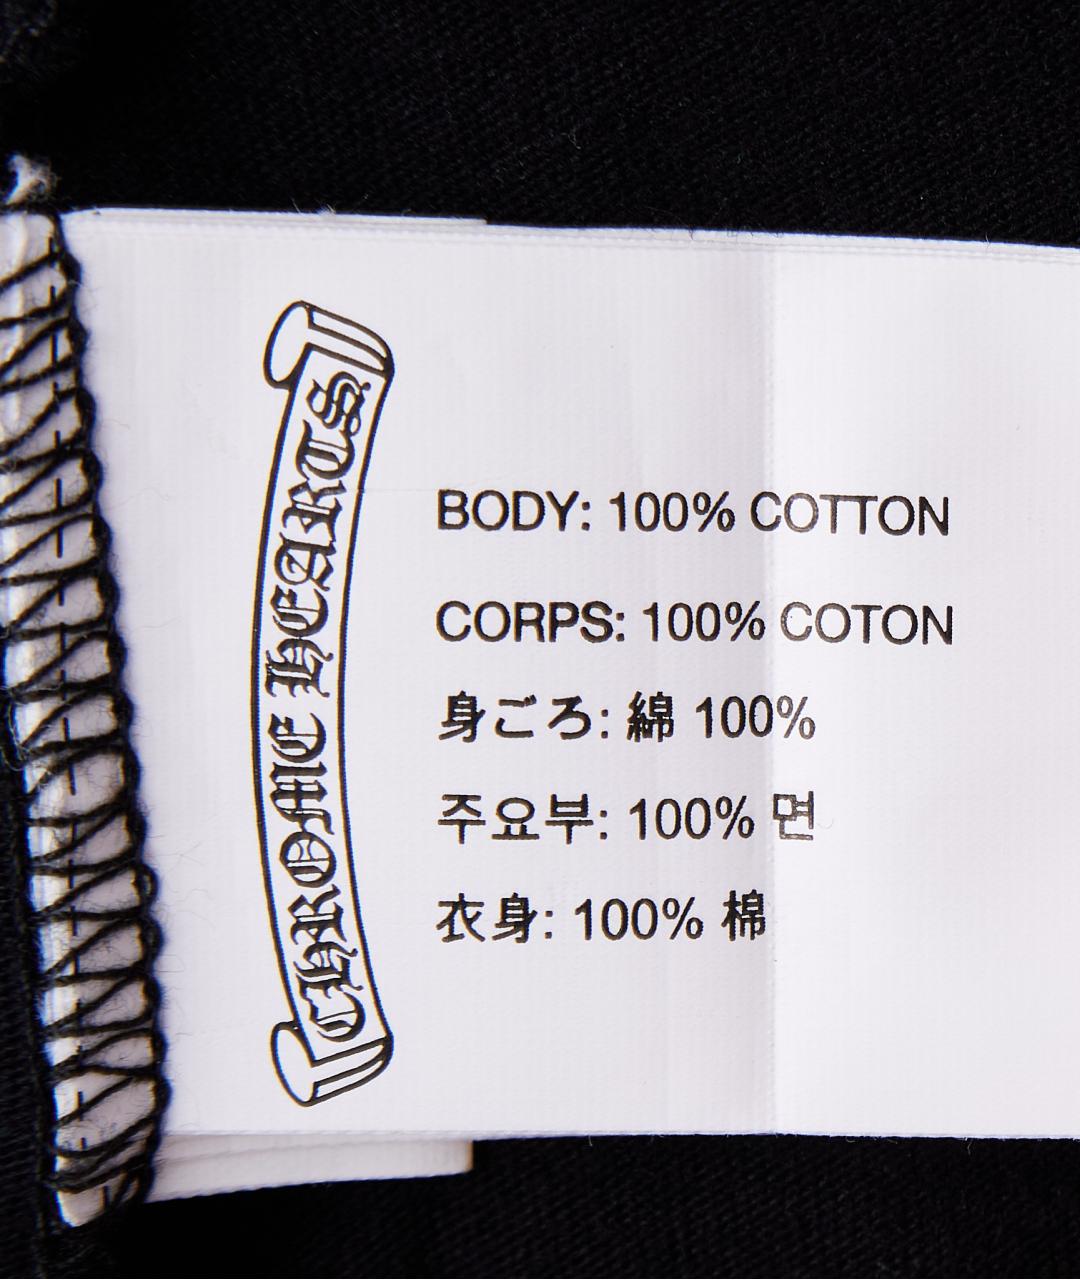 CHROME HEARTS
BODY: 100% COTTON
CORPS: 100% COTON
身ごろ: 綿 100%
주요부: 100% 면
衣身: 100% 棉